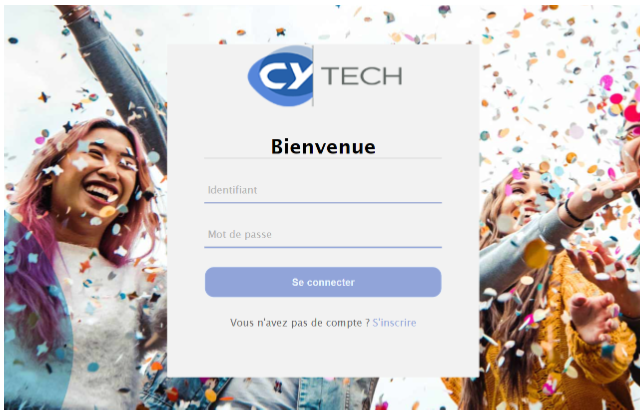 CY TECH
Bienvenue
Identifiant
Mot de passe
Se connecter
Vous n'avez pas de compte ? S'inscrire